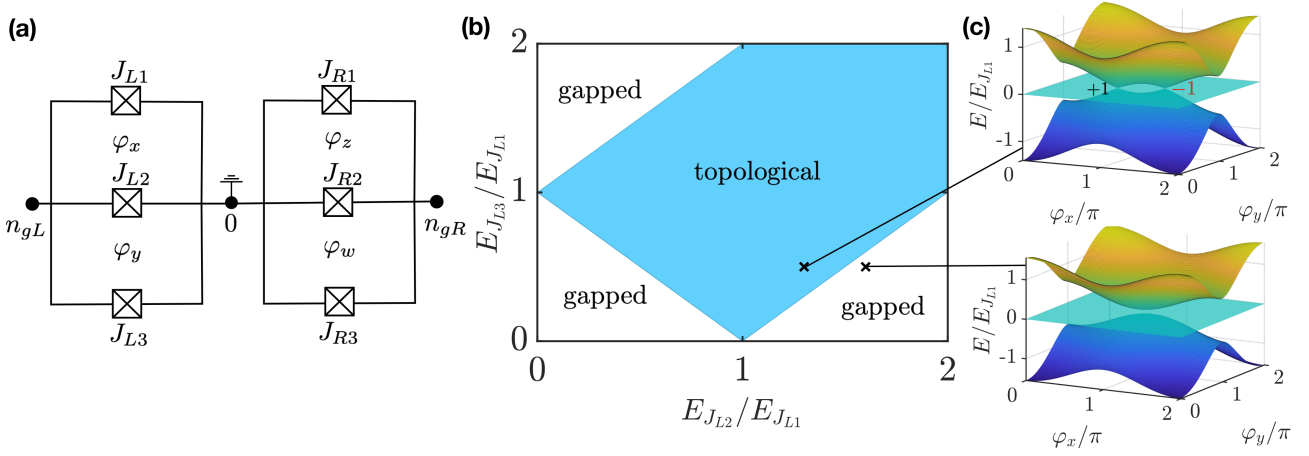 (a)
J_{L1}
J_{R1}
φ_x
φ_z
J_{L2}
J_{R2}
n_{gL}
0
n_{gR}
φ_y
φ_w
J_{L3}
J_{R3}
(b)
2
gapped
topological
1
gapped
gapped
0
0
1
2
E_{J_{L3}}/E_{J_{L1}}
E_{J_{L2}}/E_{J_{L1}}
(c)
1
0
-1
+1
−1
E/E_{J_{L1}}
0
1
2
0
1
2
φ_x/π
φ_y/π
1
0
-1
E/E_{J_{L1}}
0
1
2
0
1
2
φ_x/π
φ_y/π